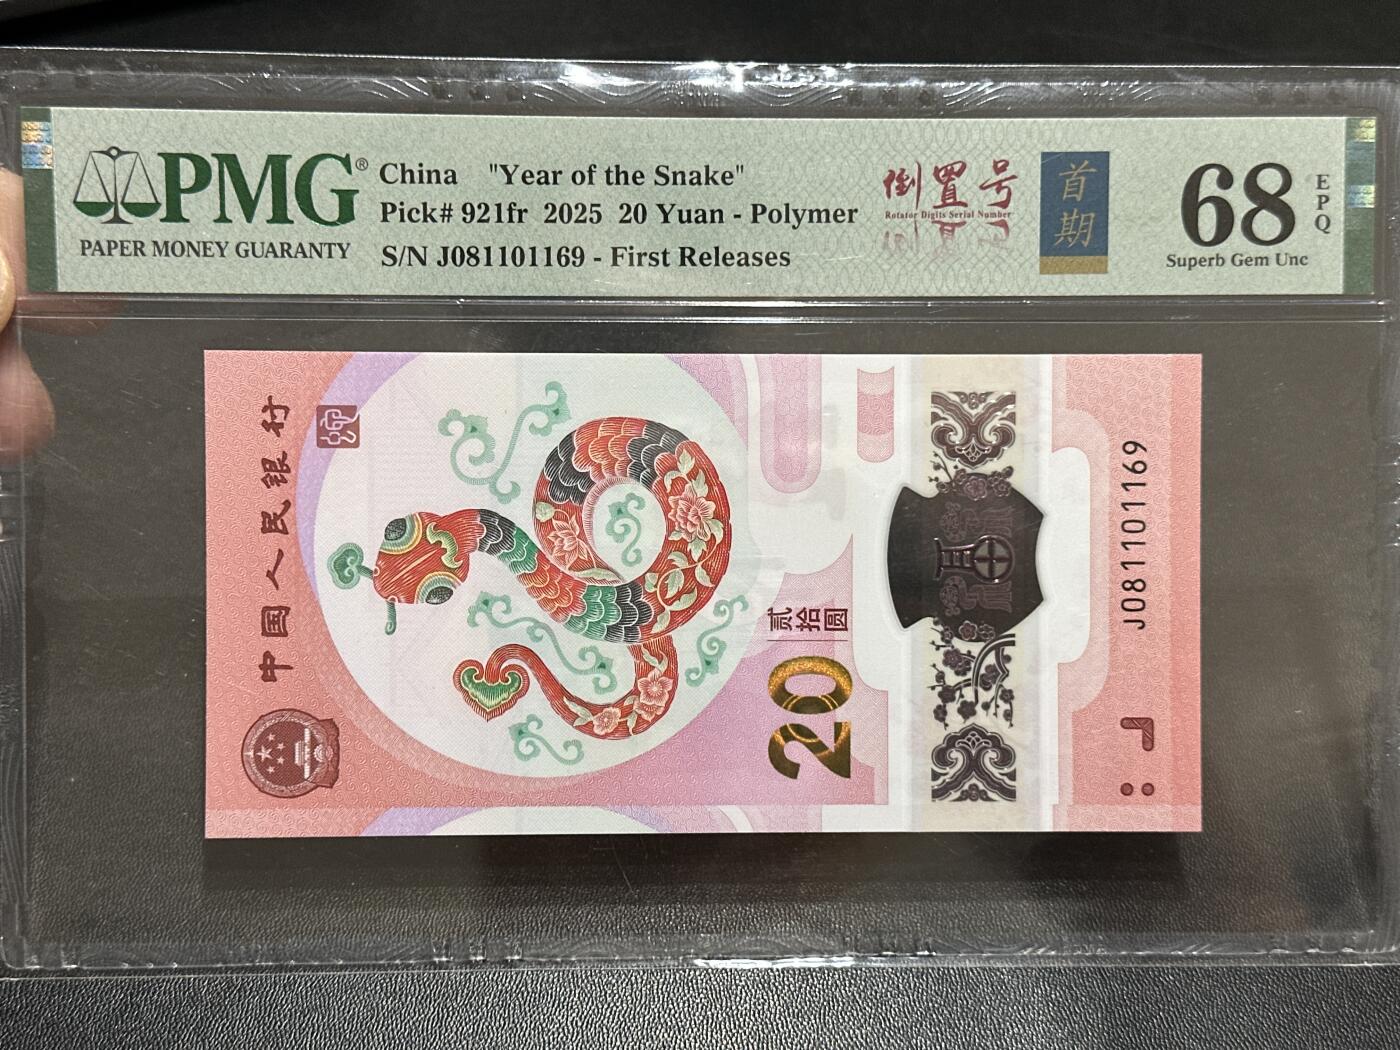 PMG®
PAPER MONEY GUARANTY
China "Year of the Snake"
Pick# 921fr 2025 20 Yuan - Polymer
S/N J081101169 - First Releases
倒置号
Rotator Digits Serial Number
首期
68
EPQ
Superb Gem Unc
中国人民银行
贰拾圆
20
J081101169